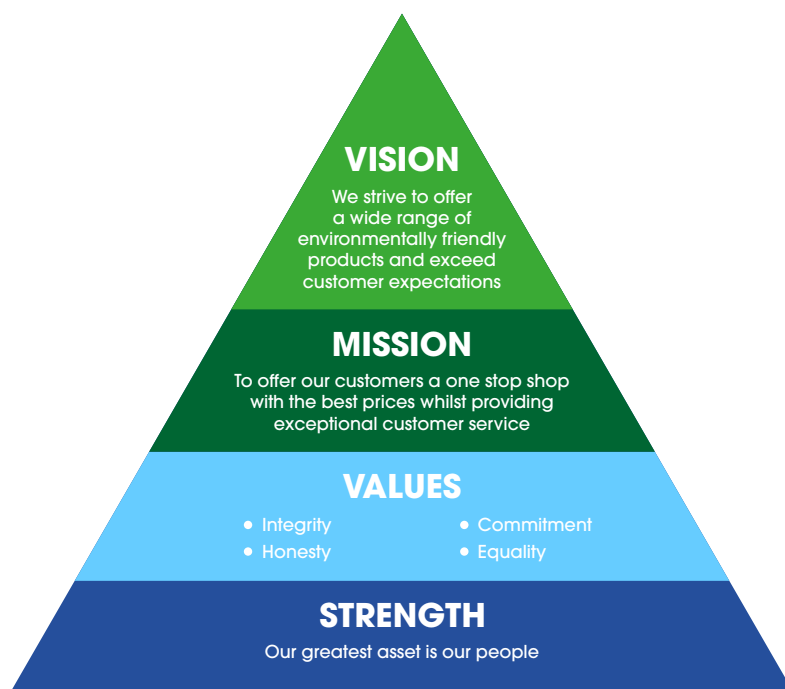 VISION
We strive to offer
a wide range of
environmentally friendly
products and exceed
customer expectations
MISSION
To offer our customers a one stop shop
with the best prices whilst providing
exceptional customer service
VALUES
• Integrity
• Honesty
• Commitment
• Equality
STRENGTH
Our greatest asset is our people